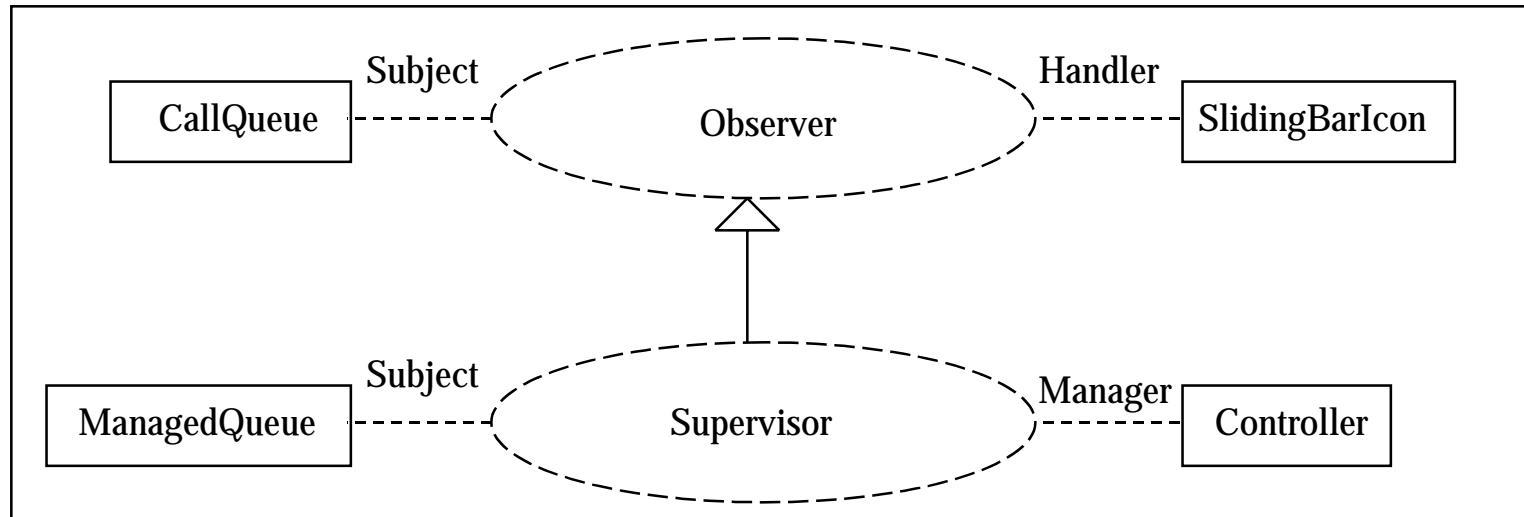 Subject
Handler
CallQueue
Observer
SlidingBarIcon
Subject
Manager
ManagedQueue
Supervisor
Controller